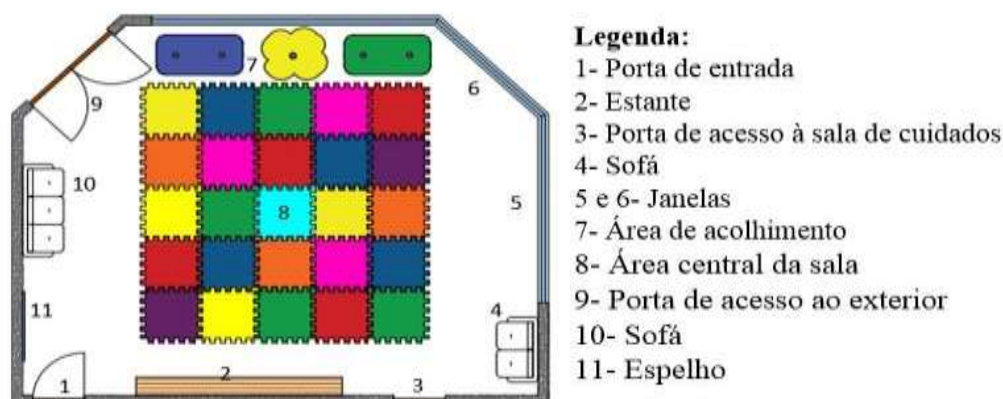 7
6
9
10
8
5
11
4
1
2
3
Legenda:
1- Porta de entrada
2- Estante
3- Porta de acesso à sala de cuidados
4- Sofá
5 e 6- Janelas
7- Área de acolhimento
8- Área central da sala
9- Porta de acesso ao exterior
10- Sofá
11- Espelho